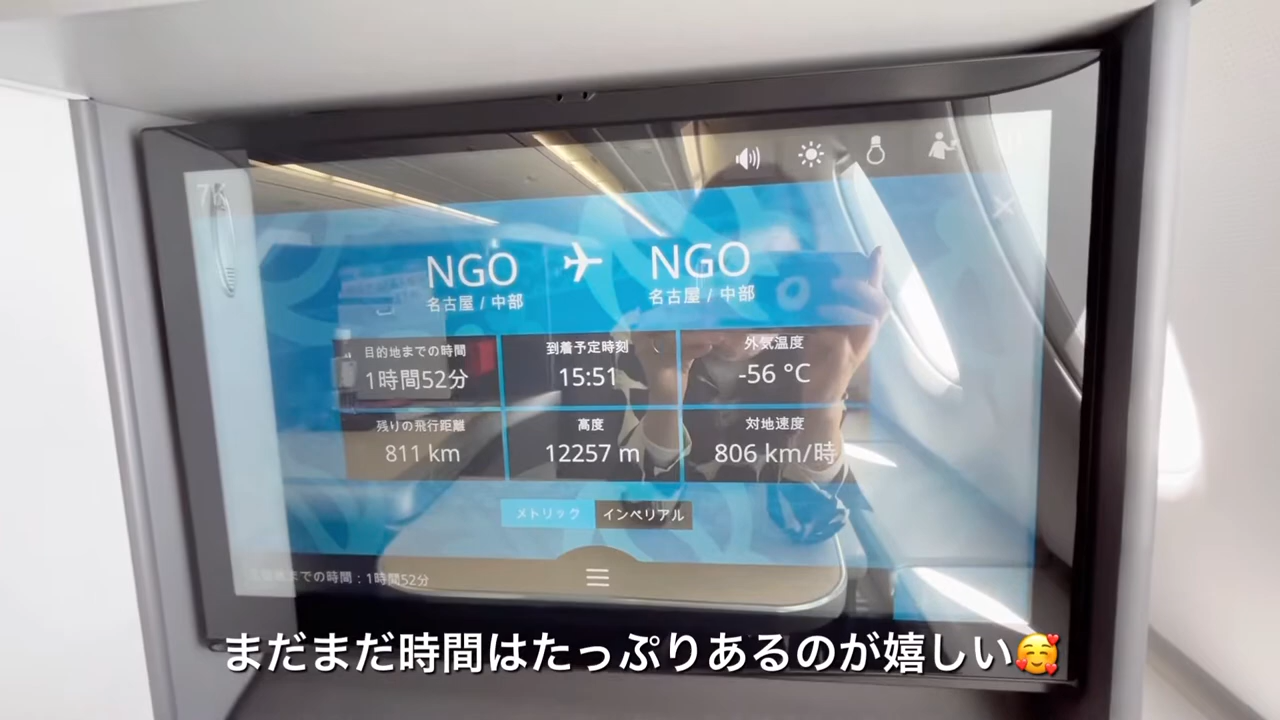 7K
NGO NGO
名古屋 / 中部 名古屋 / 中部
目的地までの時間 到着予定時刻 外気温度
1時間52分 15:51 -56 °C
残りの飛行距離 高度 対地速度
811 km 12257 m 806 km/時
メトリック インペリアル
までの時間 : 1時間52分
まだまだ時間はたっぷりあるのが嬉しい🥰